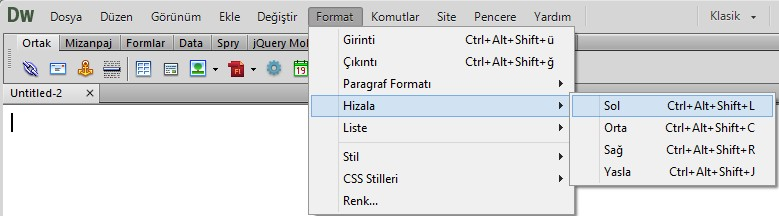 Dw Dosya Düzen Görünüm Ekle Değiştir Format Komutlar Site Pencere Yardım Klasik
Ortak Mizanpaj Formlar Data Spry jQuery Mol
Untitled-2 ×
Girinti Ctrl+Alt+Shift+ü
Çıkıntı Ctrl+Alt+Shift+ğ
Paragraf Formatı
Hizala
Liste
Stil
CSS Stilleri
Renk...
Sol Ctrl+Alt+Shift+L
Orta Ctrl+Alt+Shift+C
Sağ Ctrl+Alt+Shift+R
Yasla Ctrl+Alt+Shift+J
19